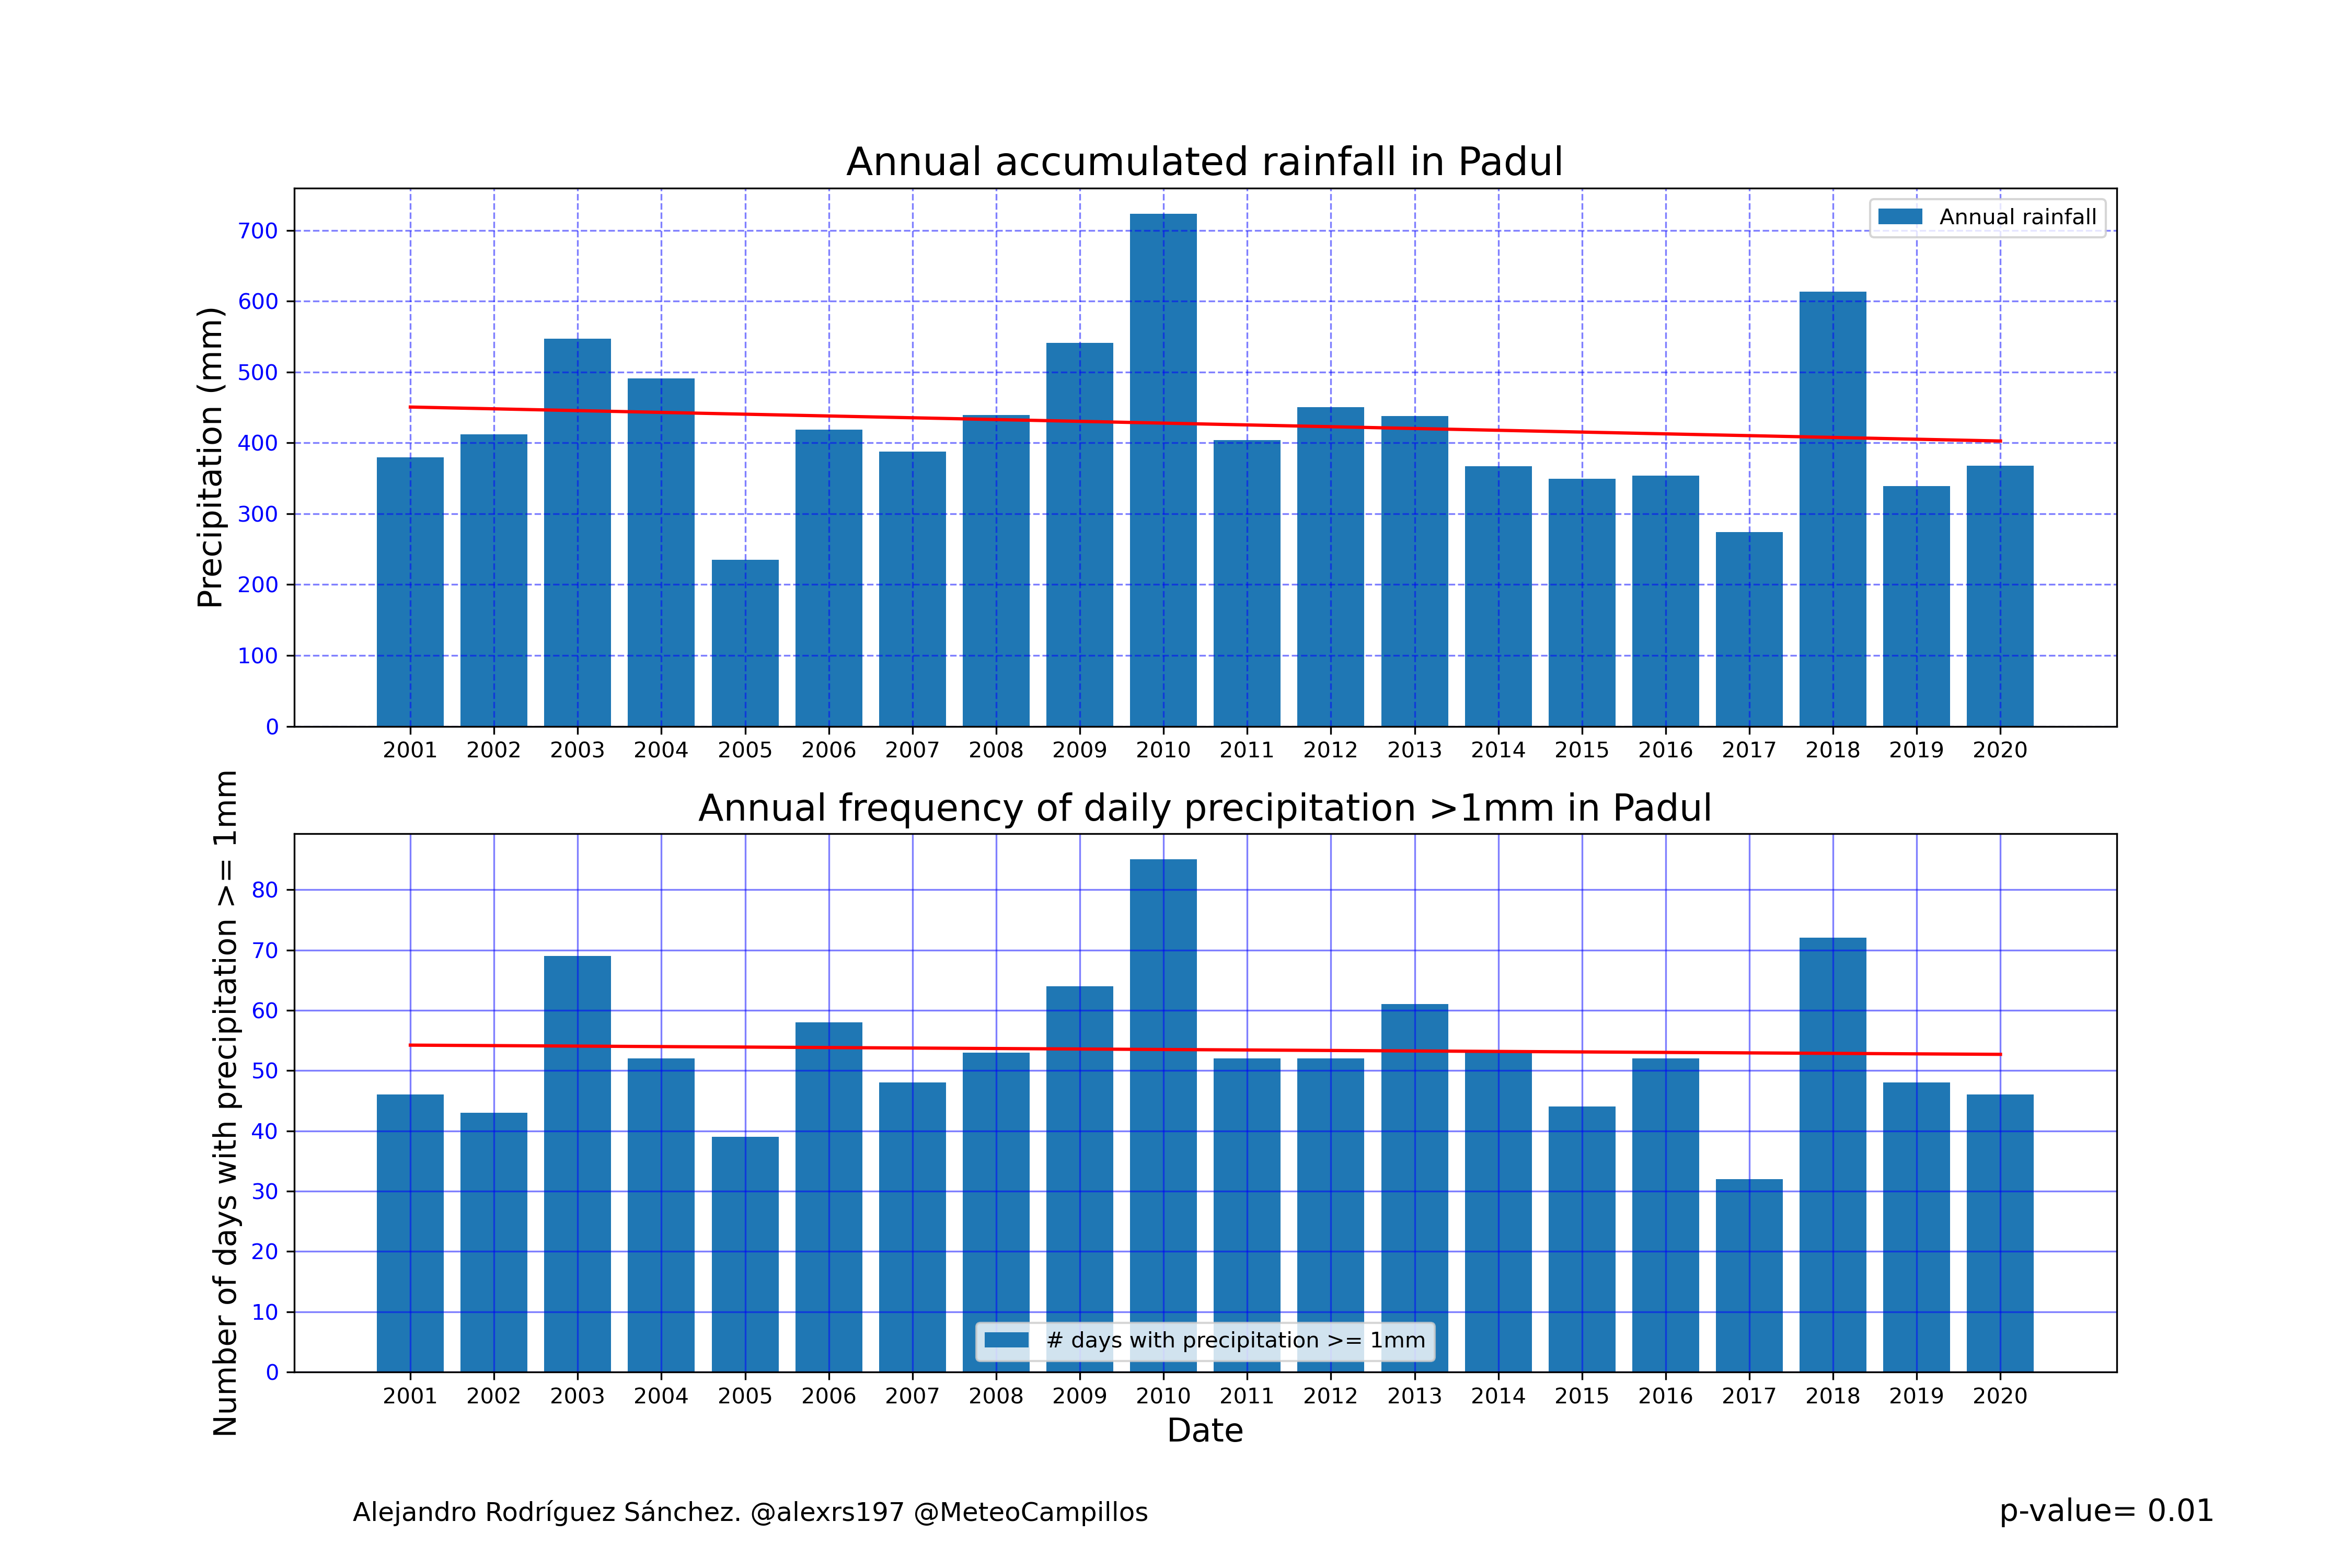 Annual accumulated rainfall in Padul
Precipitation (mm)
700
600
500
400
300
200
100
0
Annual rainfall
2001 2002 2003 2004 2005 2006 2007 2008 2009 2010 2011 2012 2013 2014 2015 2016 2017 2018 2019 2020
Annual frequency of daily precipitation >1mm in Padul
Number of days with precipitation >= 1mm
80
70
60
50
40
30
20
10
0
# days with precipitation >= 1mm
2001 2002 2003 2004 2005 2006 2007 2008 2009 2010 2011 2012 2013 2014 2015 2016 2017 2018 2019 2020
Date
Alejandro Rodríguez Sánchez. @alexrs197 @MeteoCampillos
p-value= 0.01